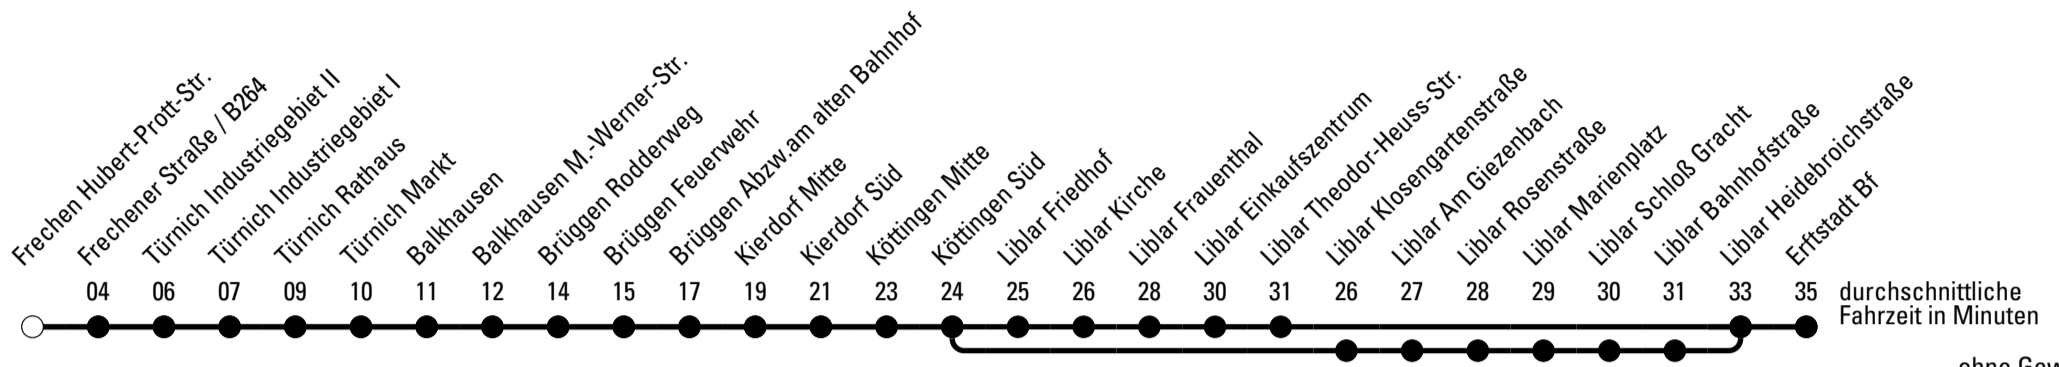 Frechen Hubert-Prott-Str.
Frechener Straße / B264
Türnich Industriegebiet II
Türnich Industriegebiet I
Türnich Rathaus
Türnich Markt
Balkhausen
Balkhausen M.-Werner-Str.
Brüggen Rodderweg
Brüggen Feuerwehr
Brüggen Abzw.am alten Bahnhof
Kierdorf Mitte
Kierdorf Süd
Köttingen Mitte
Köttingen Süd
Liblar Friedhof
Liblar Kirche
Liblar Frauenthal
Liblar Einkaufszentrum
Liblar Theodor-Heuss-Str.
Liblar Klosengartenstraße
Liblar Am Giezenbach
Liblar Rosenstraße
Liblar Marienplatz
Liblar Schloß Gracht
Liblar Bahnhofstraße
Liblar Heidebroichstraße
Erftstadt Bf
04 06 07 09 10 11 12 14 15 17 19 21 23 24 25 26 28 30 31 26 27 28 29 30 31 33 35 durchschnittliche
Fahrzeit in Minuten
ohne